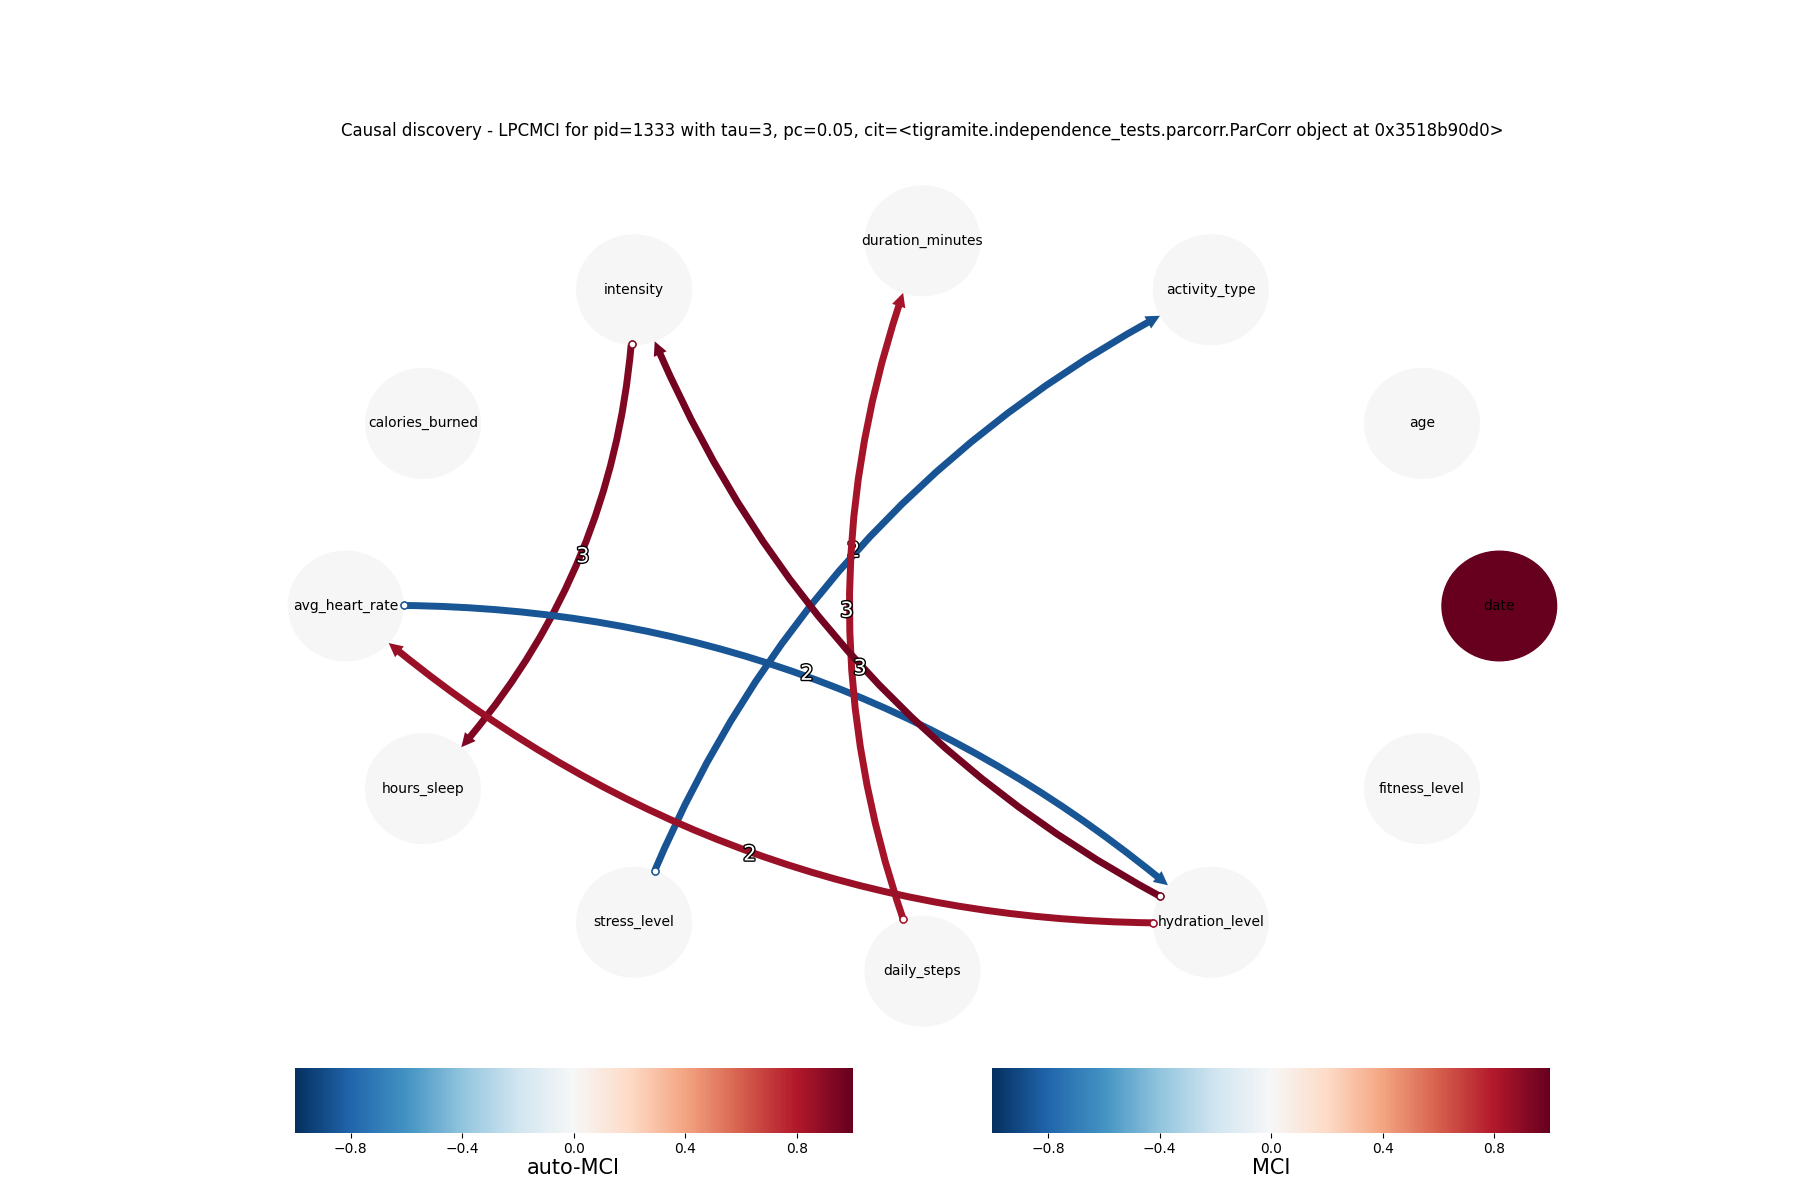 Causal discovery - LPCMCI for pid=1333 with tau=3, pc=0.05, cit=<tigramite.independence_tests.parcorr.ParCorr object at 0x3518b90d0>
duration_minutes
intensity
activity_type
calories_burned
age
3
2
avg_heart_rate
3
date
3
2
hours_sleep
fitness_level
2
stress_level
hydration_level
daily_steps
−0.8 −0.4 0.0 0.4 0.8
auto-MCI
−0.8 −0.4 0.0 0.4 0.8
MCI